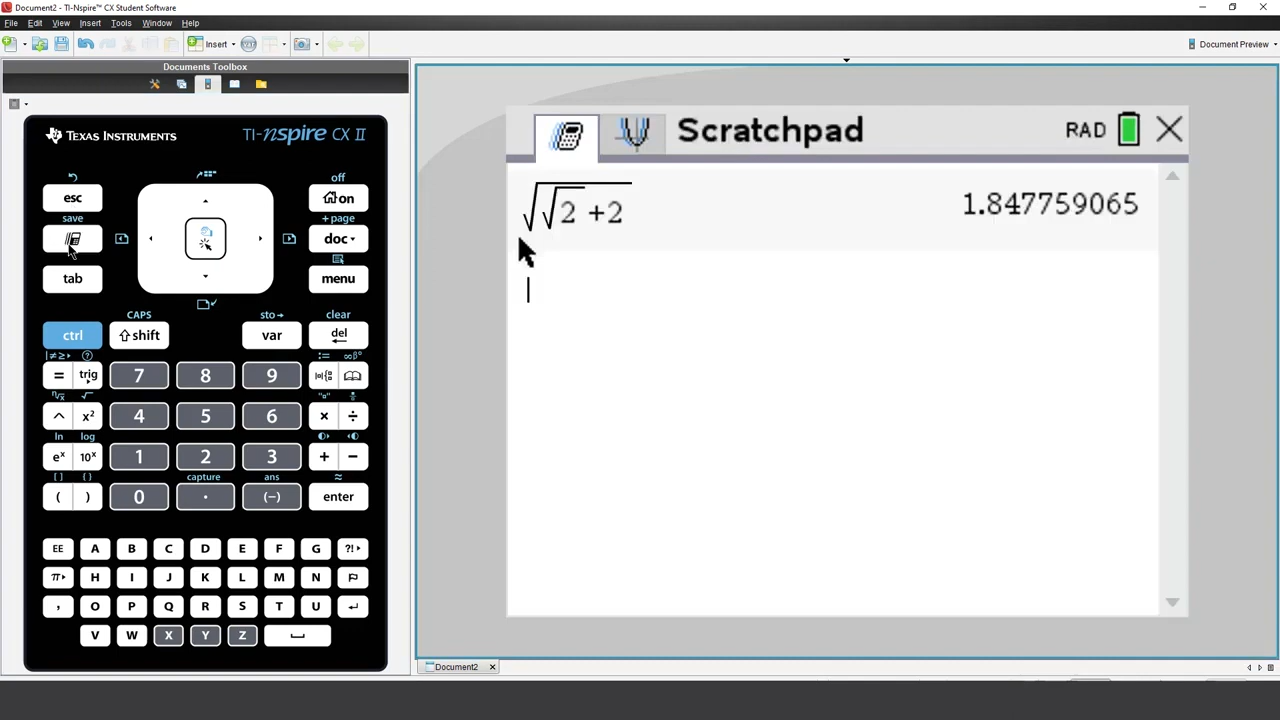 Document2 - TI-Nspire™ CX Student Software
File Edit View Insert Tools Window Help
Insert
Document Preview
Documents Toolbox
TEXAS INSTRUMENTS
TI-nspire CX II
Scratchpad
RAD
√(√2 +2)
1.847759065
off
esc
on
save
+ page
doc
tab
menu
CAPS
sto→
clear
ctrl
shift
var
del
|≠≥▸ ?
:= ∞β°
= trig 7 8 9 |□|{
ⁿ√x √
"□" ÷
^ x² 4 5 6 × ÷
ln log
eˣ 10ˣ 1 2 3 + −
[ ] { }
capture
ans
≈
( ) 0 . (−) enter
EE A B C D E F G ?!▸
π▸ H I J K L M N
, O P Q R S T U ↵
V W X Y Z
Document2